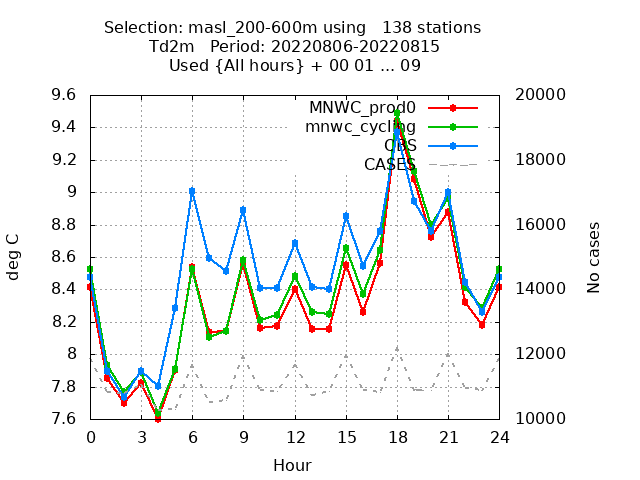 Selection: masl_200-600m using   138 stations
Td2m   Period: 20220806-20220815
Used {All hours} + 00 01 ... 09
9.6
9.4
9.2
9
8.8
8.6
8.4
8.2
8
7.8
7.6
deg C
MNWC_prod0
mnwc_cycling
OBS
CASES
20000
18000
16000
14000
12000
10000
No cases
0 3 6 9 12 15 18 21 24
Hour